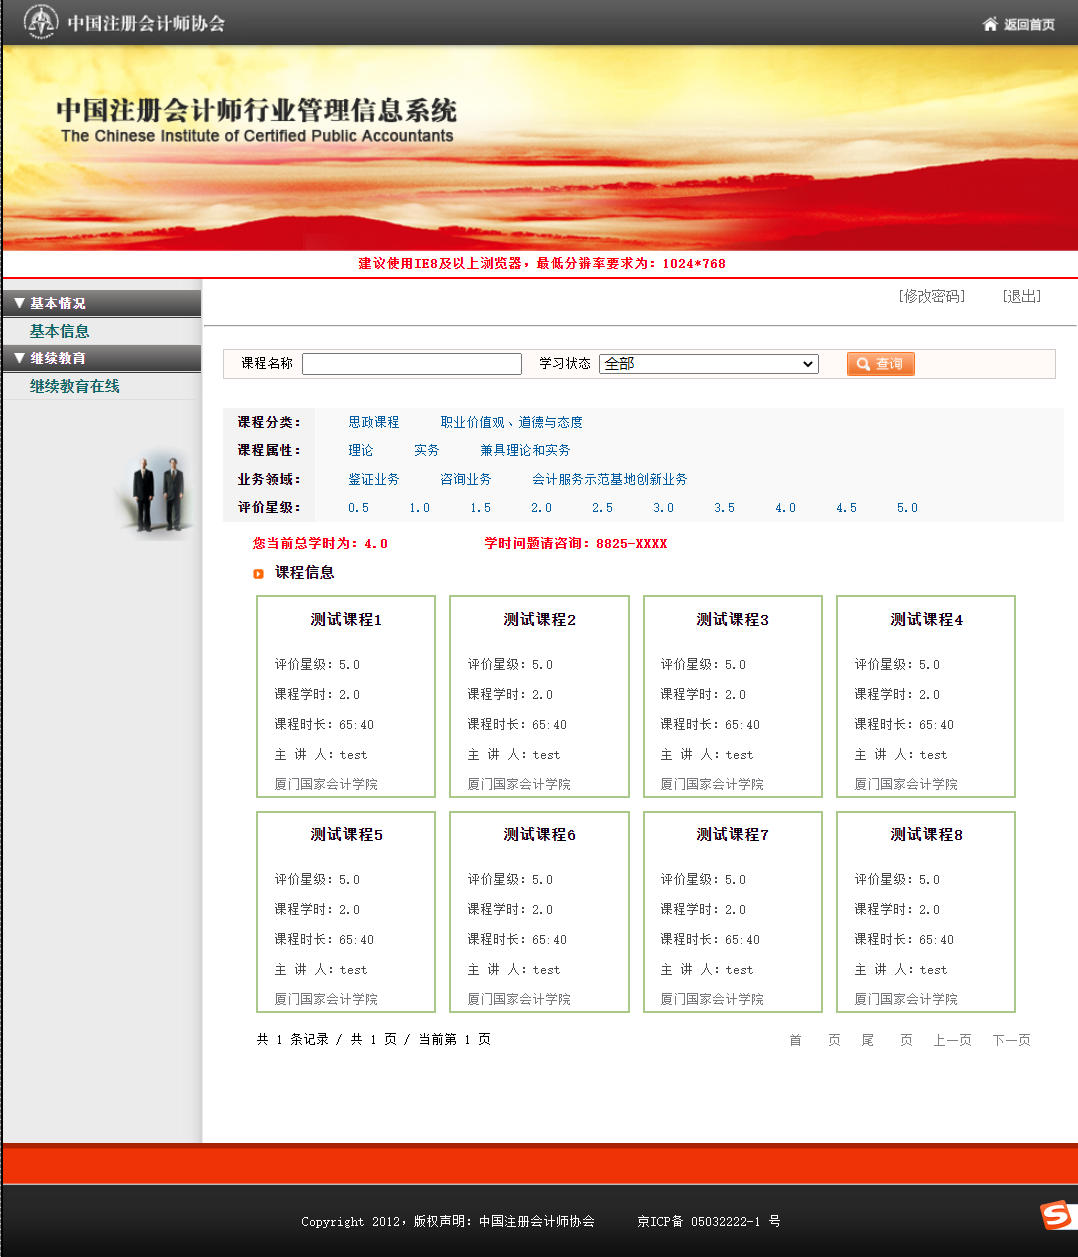 中国注册会计师协会 返回首页
中国注册会计师行业管理信息系统
The Chinese Institute of Certified Public Accountants
建议使用IE8及以上浏览器，最低分辨率要求为：1024*768
[修改密码] [退出]
▼ 基本情况
基本信息
▼ 继续教育
继续教育在线
课程名称 学习状态 全部 查询
课程分类： 思政课程 职业价值观、道德与态度
课程属性： 理论 实务 兼具理论和实务
业务领域： 鉴证业务 咨询业务 会计服务示范基地创新业务
评价星级： 0.5 1.0 1.5 2.0 2.5 3.0 3.5 4.0 4.5 5.0
您当前总学时为：4.0 学时问题请咨询：8825-XXXX
课程信息
测试课程1 测试课程2 测试课程3 测试课程4
评价星级：5.0 评价星级：5.0 评价星级：5.0 评价星级：5.0
课程学时：2.0 课程学时：2.0 课程学时：2.0 课程学时：2.0
课程时长：65:40 课程时长：65:40 课程时长：65:40 课程时长：65:40
主 讲 人：test 主 讲 人：test 主 讲 人：test 主 讲 人：test
厦门国家会计学院 厦门国家会计学院 厦门国家会计学院 厦门国家会计学院
测试课程5 测试课程6 测试课程7 测试课程8
评价星级：5.0 评价星级：5.0 评价星级：5.0 评价星级：5.0
课程学时：2.0 课程学时：2.0 课程学时：2.0 课程学时：2.0
课程时长：65:40 课程时长：65:40 课程时长：65:40 课程时长：65:40
主 讲 人：test 主 讲 人：test 主 讲 人：test 主 讲 人：test
厦门国家会计学院 厦门国家会计学院 厦门国家会计学院 厦门国家会计学院
共 1 条记录 / 共 1 页 / 当前第 1 页 首 页 尾 页 上一页 下一页
Copyright 2012，版权声明：中国注册会计师协会 京ICP备 05032222-1 号